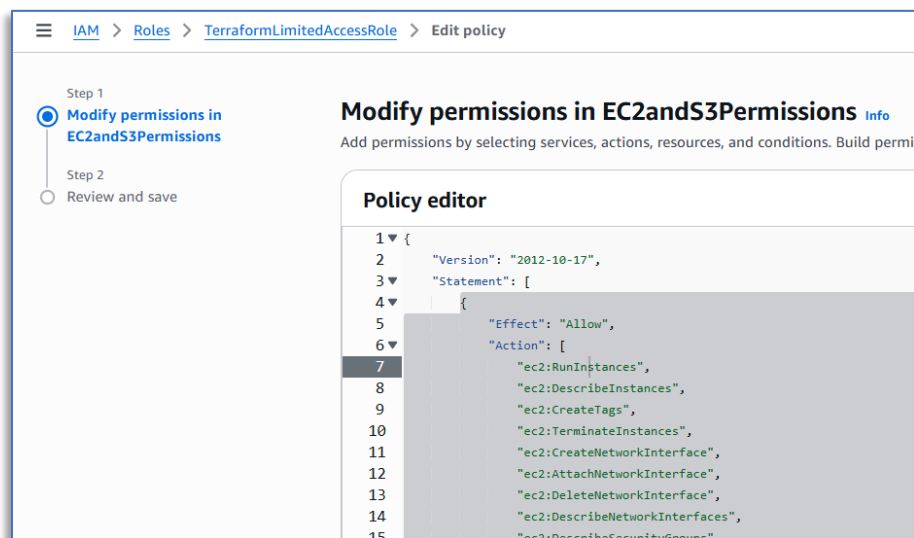 IAM > Roles > TerraformLimitedAccessRole > Edit policy
Step 1
Modify permissions in
EC2andS3Permissions
Step 2
Review and save
Modify permissions in EC2andS3Permissions Info
Add permissions by selecting services, actions, resources, and conditions. Build permi
Policy editor
1 {
2 "Version": "2012-10-17",
3 "Statement": [
4 {
5 "Effect": "Allow",
6 "Action": [
7 "ec2:RunInstances",
8 "ec2:DescribeInstances",
9 "ec2:CreateTags",
10 "ec2:TerminateInstances",
11 "ec2:CreateNetworkInterface",
12 "ec2:AttachNetworkInterface",
13 "ec2:DeleteNetworkInterface",
14 "ec2:DescribeNetworkInterfaces",
15 "ec2:DescribeSecurityGroups"